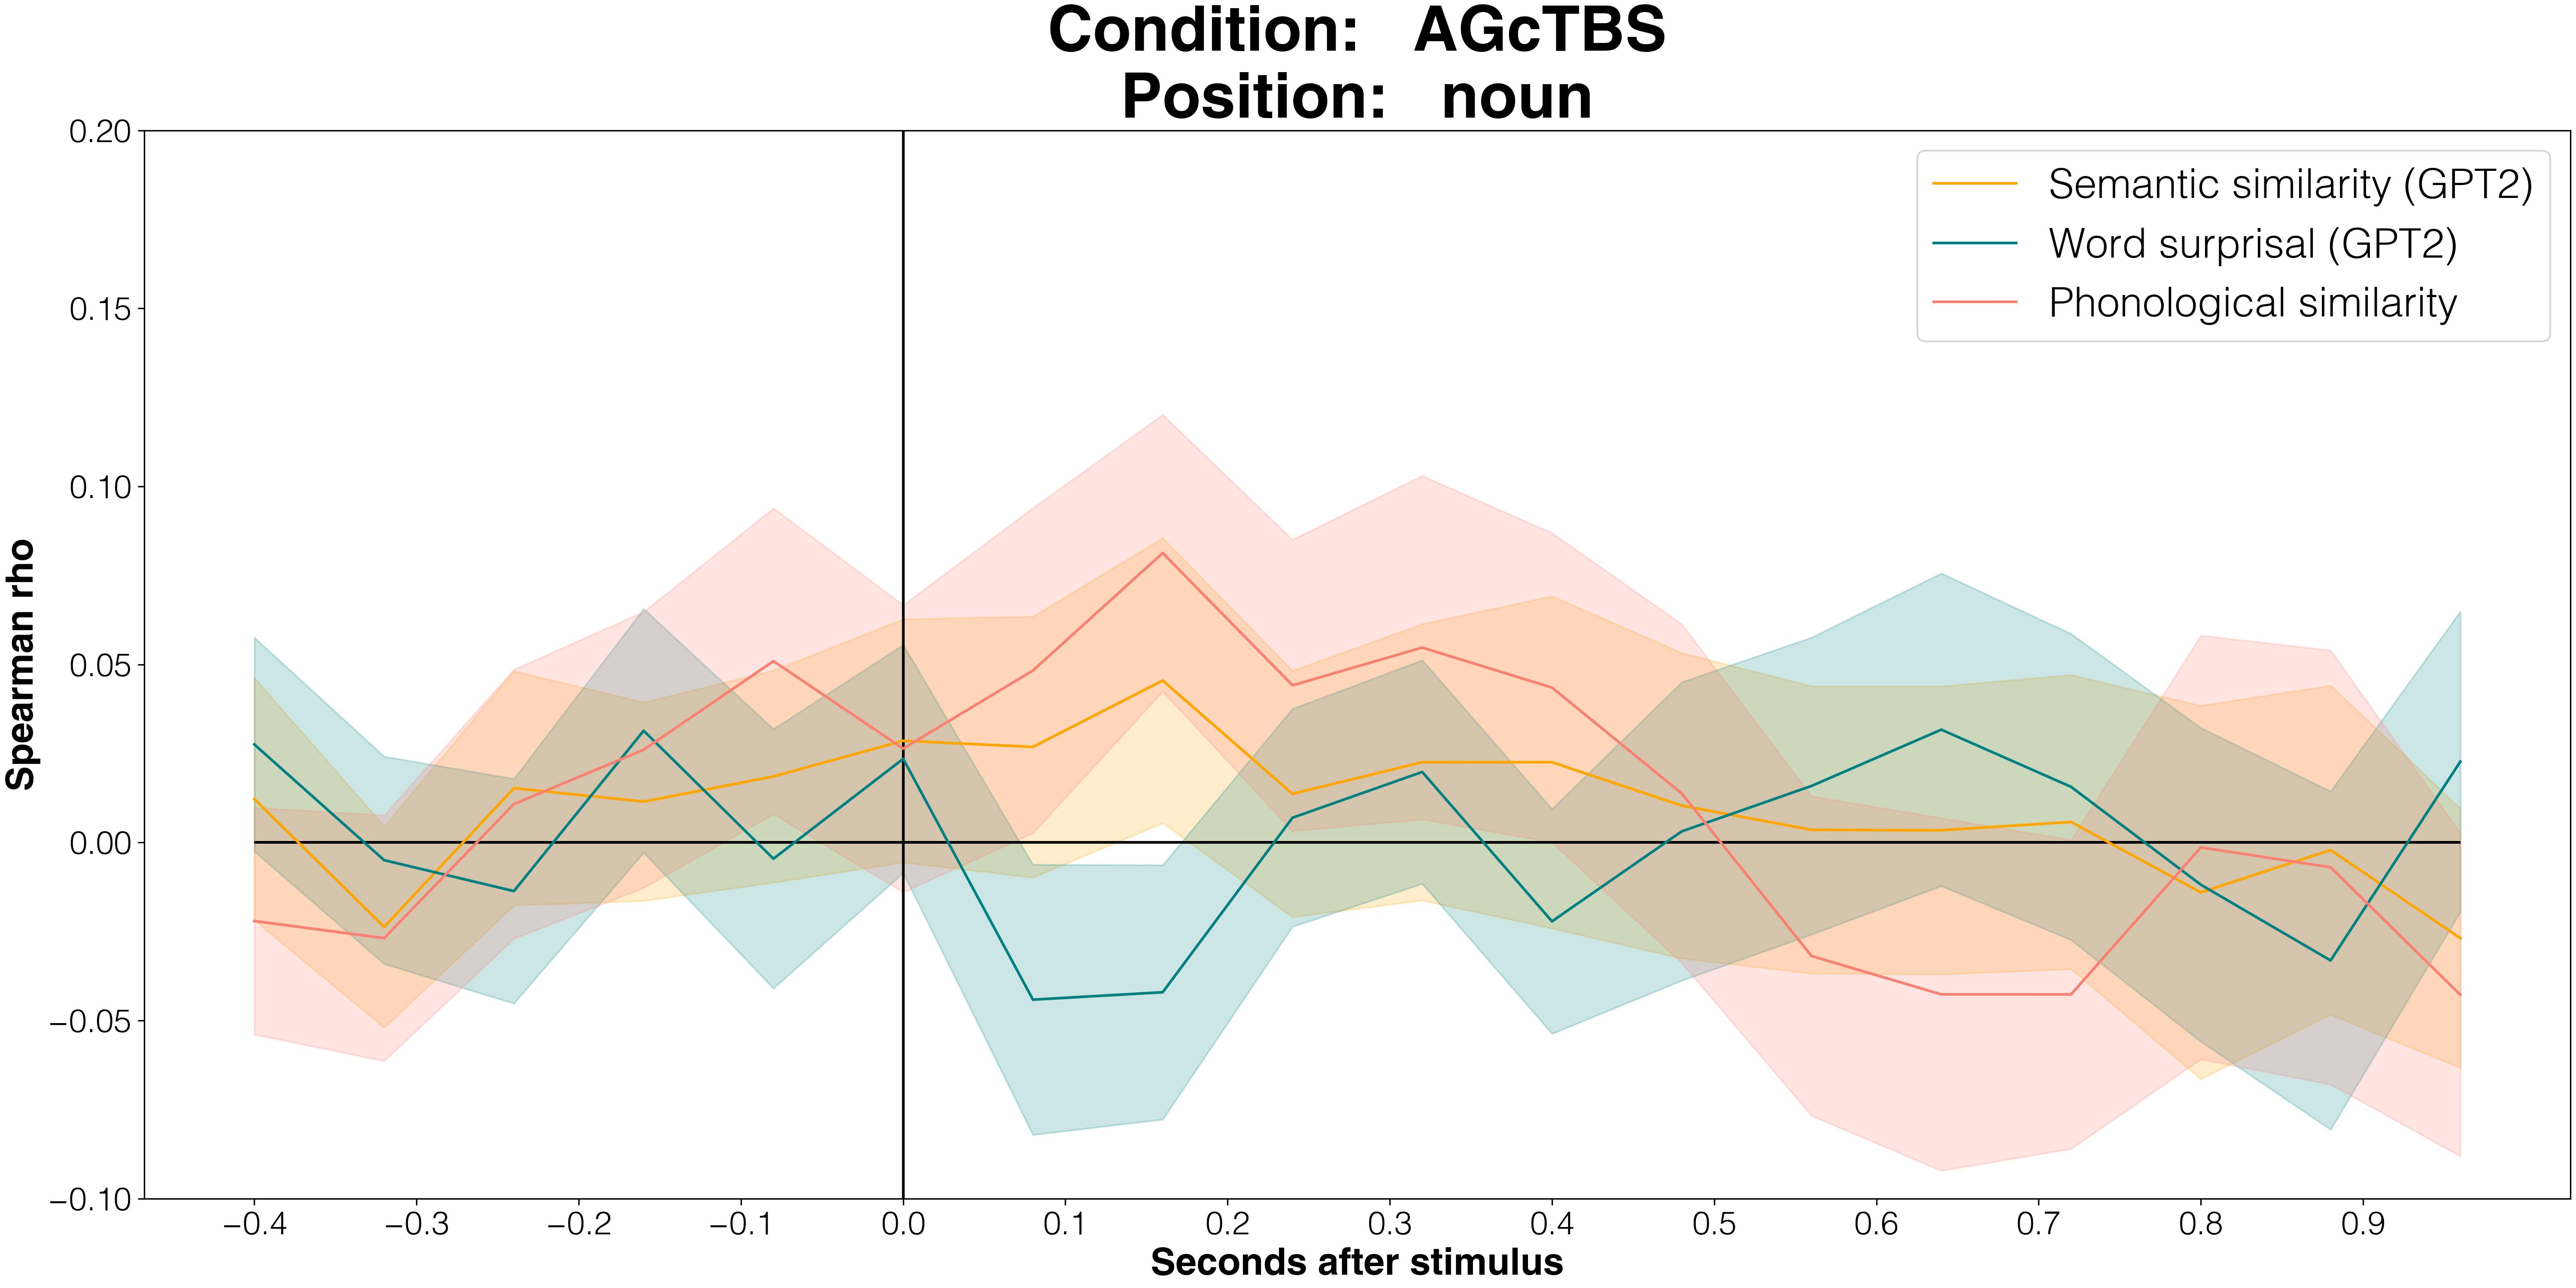 Condition: AGcTBS
Position: noun
0.20
0.15
0.10
0.05
0.00
−0.05
−0.10
Spearman rho
Semantic similarity (GPT2)
Word surprisal (GPT2)
Phonological similarity
−0.4 −0.3 −0.2 −0.1 0.0 0.1 0.2 0.3 0.4 0.5 0.6 0.7 0.8 0.9
Seconds after stimulus